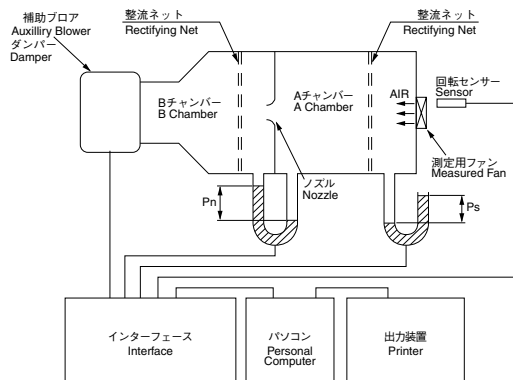 補助ブロア
Auxilliry Blower
ダンパー
Damper
整流ネット
Rectifying Net
整流ネット
Rectifying Net
Bチャンバー
B Chamber
Aチャンバー
A Chamber
AIR
回転センサー
Sensor
測定用ファン
Measured Fan
ノズル
Nozzle
Pn
Ps
インターフェース
Interface
パソコン
Personal
Computer
出力装置
Printer